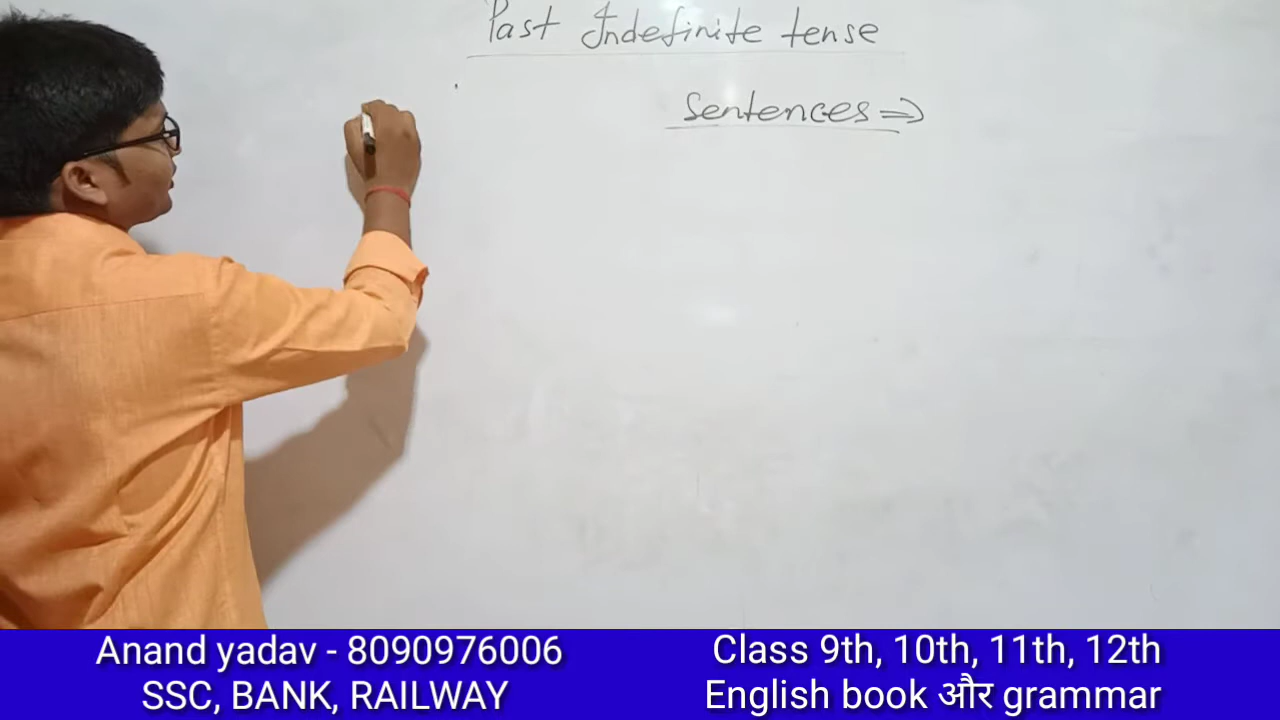 Past Indefinite tense
Sentences ⇒
Anand yadav - 8090976006
SSC, BANK, RAILWAY
Class 9th, 10th, 11th, 12th
English book और grammar